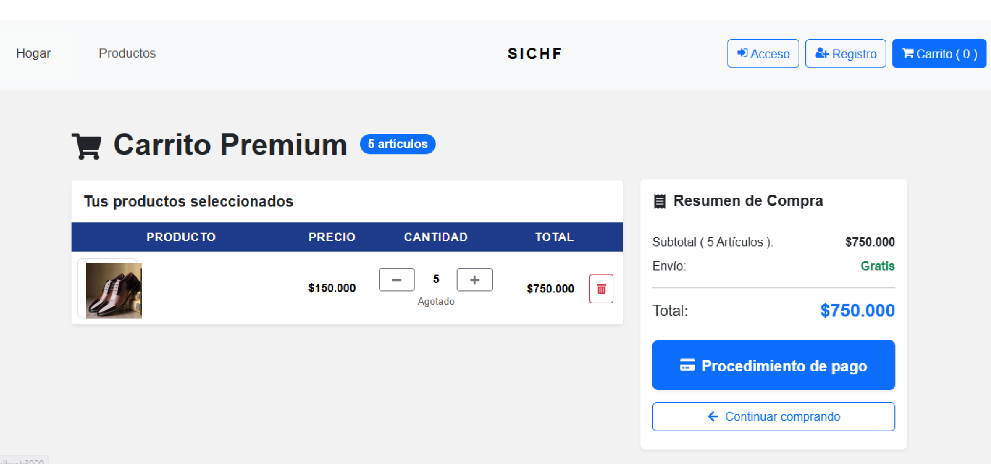 Hogar Productos SICHF Acceso Registro Carrito ( 0 )
Carrito Premium 5 artículos
Tus productos seleccionados
PRODUCTO PRECIO CANTIDAD TOTAL
$150.000 − 5 + $750.000
Agotado
Resumen de Compra
Subtotal ( 5 Artículos ). $750.000
Envío: Gratis
Total: $750.000
Procedimiento de pago
Continuar comprando